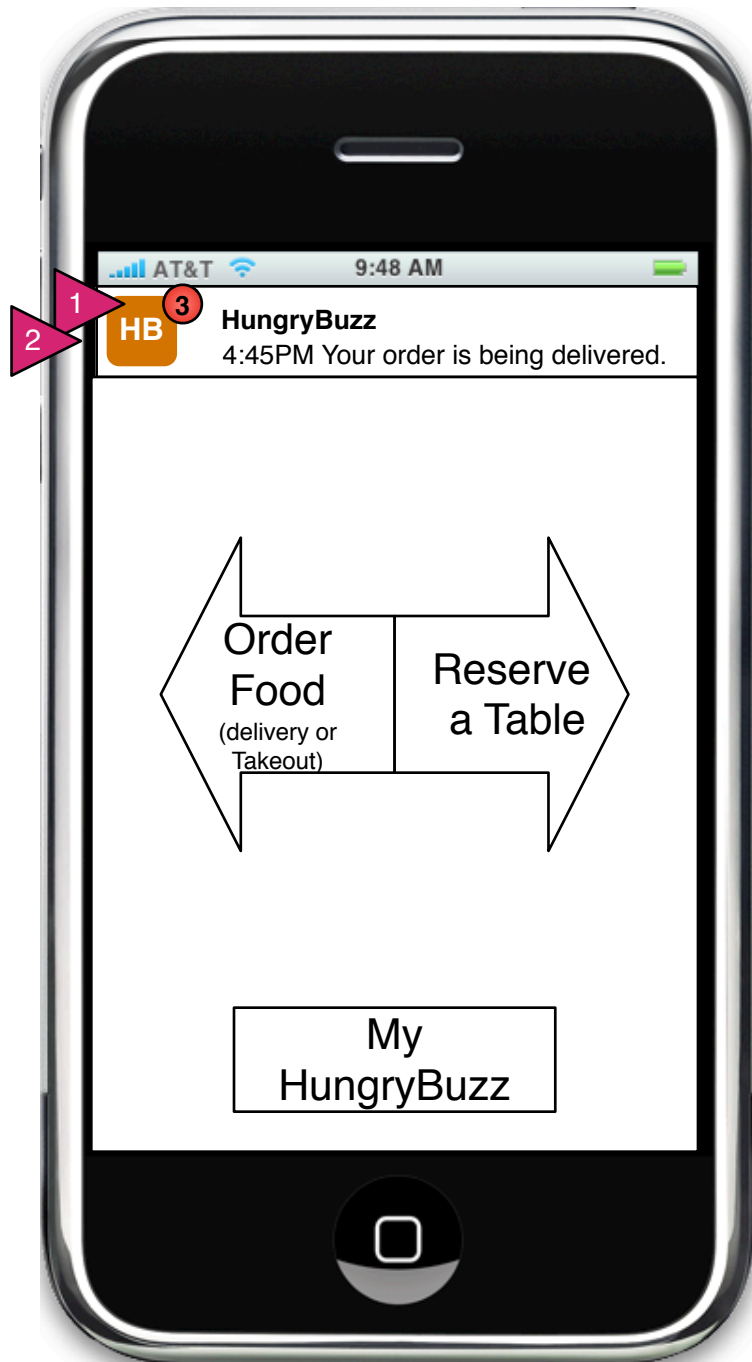 AT&T 9:48 AM
1
2
HB
3
HungryBuzz
4:45PM Your order is being delivered.
Order
Food
(delivery or
Takeout)
Reserve
a Table
My
HungryBuzz